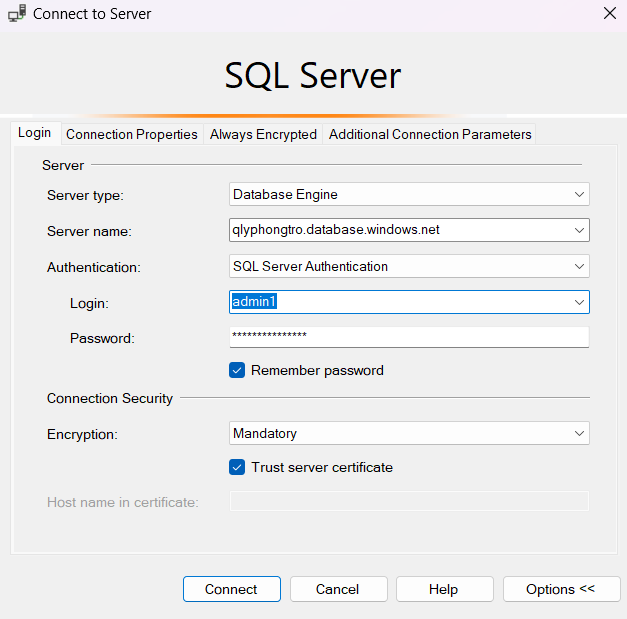 Connect to Server
SQL Server
Login Connection Properties Always Encrypted Additional Connection Parameters
Server
Server type: Database Engine
Server name: qlyphongtro.database.windows.net
Authentication: SQL Server Authentication
Login: admin1
Password: ***************
Remember password
Connection Security
Encryption: Mandatory
Trust server certificate
Host name in certificate:
Connect Cancel Help Options <<